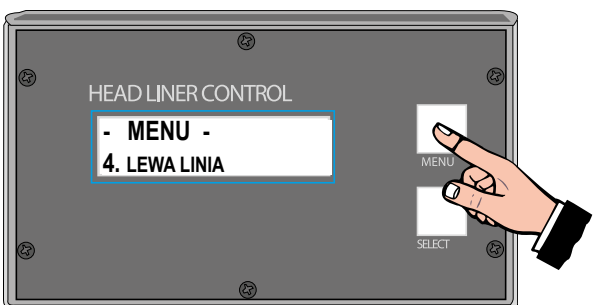 HEAD LINER CONTROL
- MENU -
4. LEWA LINIA
MENU
SELECT